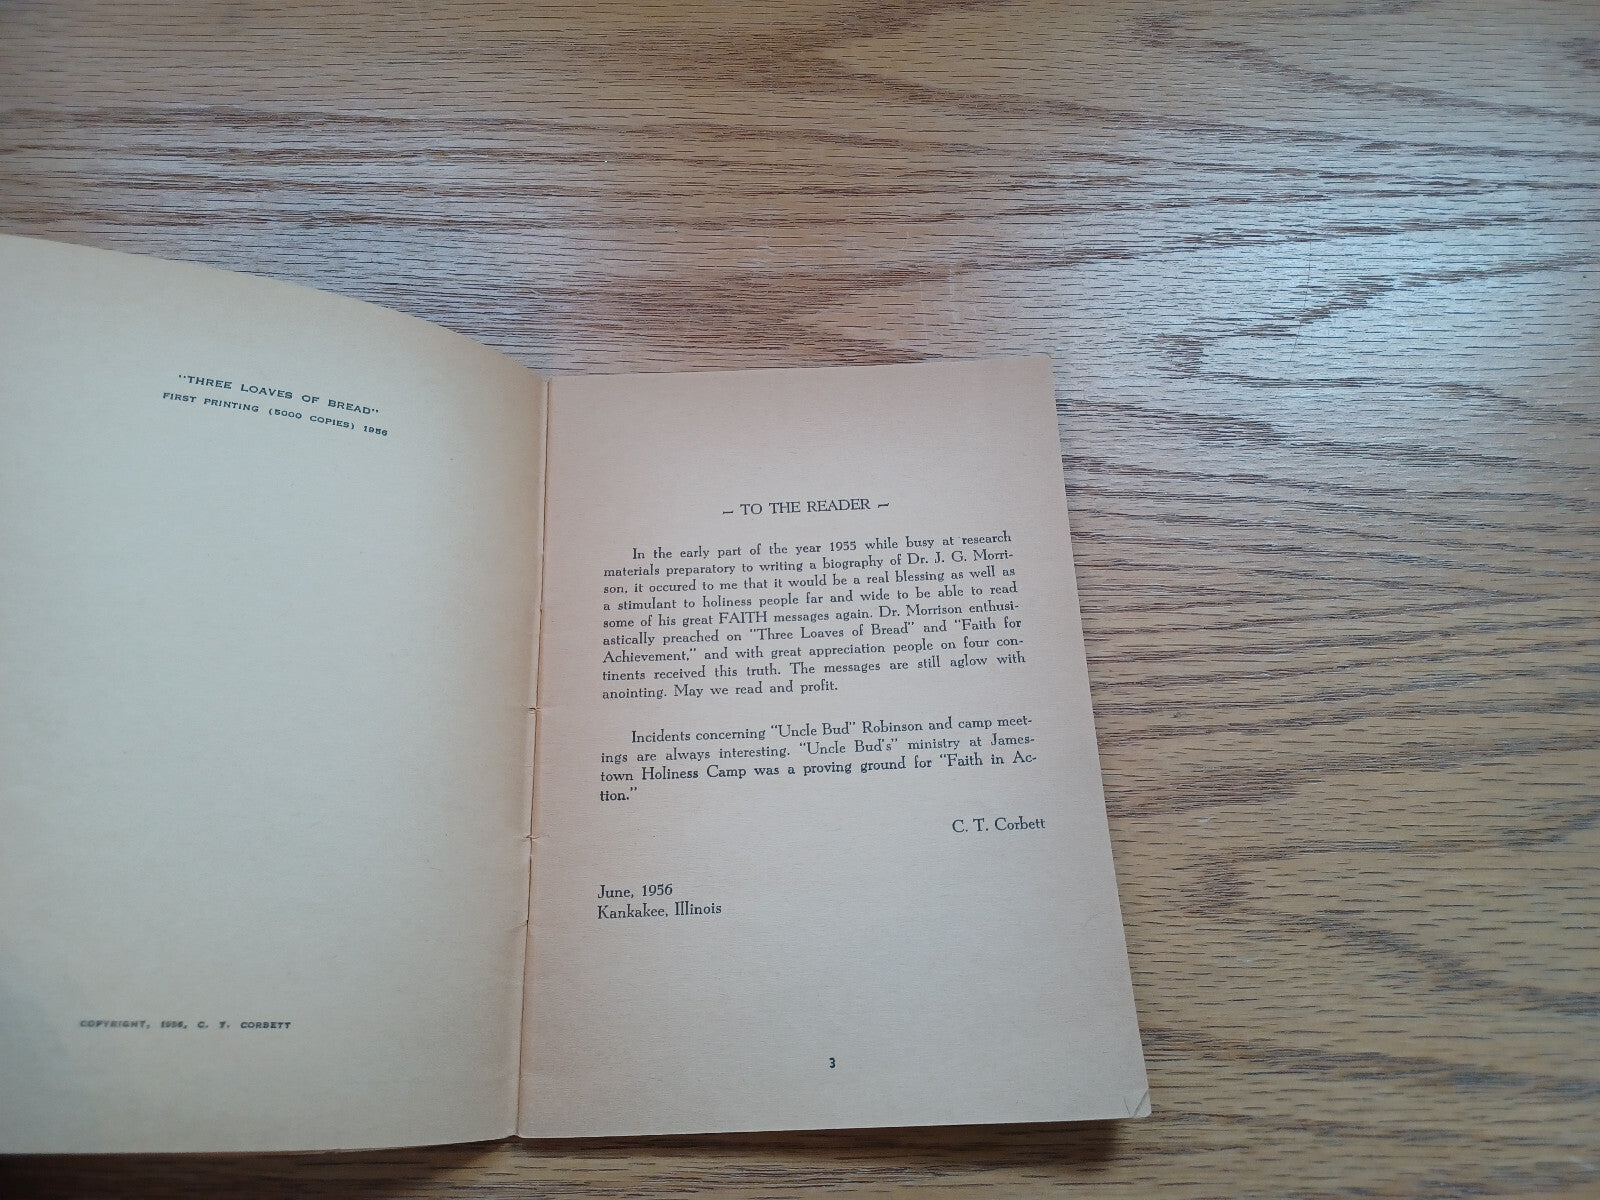 "THREE LOAVES OF BREAD"
FIRST PRINTING (5000 COPIES) 1956
COPYRIGHT, 1956, C. T. CORBETT
– TO THE READER –
In the early part of the year 1955 while busy at research
materials preparatory to writing a biography of Dr. J. G. Morri-
son, it occured to me that it would be a real blessing as well as
a stimulant to holiness people far and wide to be able to read
some of his great FAITH messages again. Dr. Morrison enthusi-
astically preached on "Three Loaves of Bread" and "Faith for
Achievement," and with great appreciation people on four con-
tinents received this truth. The messages are still aglow with
anointing. May we read and profit.
Incidents concerning "Uncle Bud" Robinson and camp meet-
ings are always interesting. "Uncle Bud's" ministry at James-
town Holiness Camp was a proving ground for "Faith in Ac-
tion."
C. T. Corbett
June, 1956
Kankakee, Illinois
3